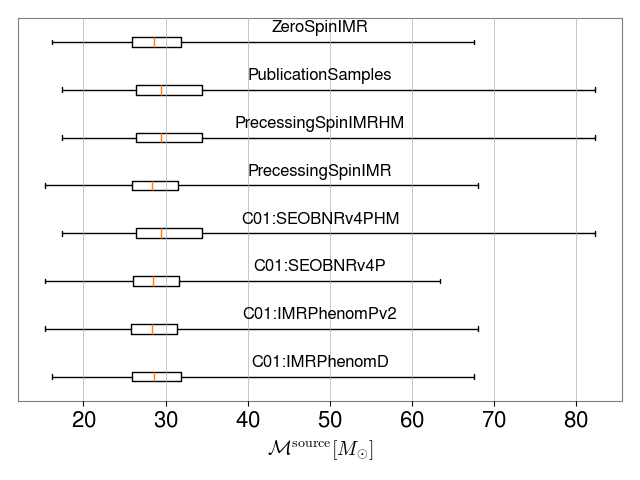 ZeroSpinIMR
PublicationSamples
PrecessingSpinIMRHM
PrecessingSpinIMR
C01:SEOBNRv4PHM
C01:SEOBNRv4P
C01:IMRPhenomPv2
C01:IMRPhenomD
20 30 40 50 60 70 80
ℳ^source [M_⊙]